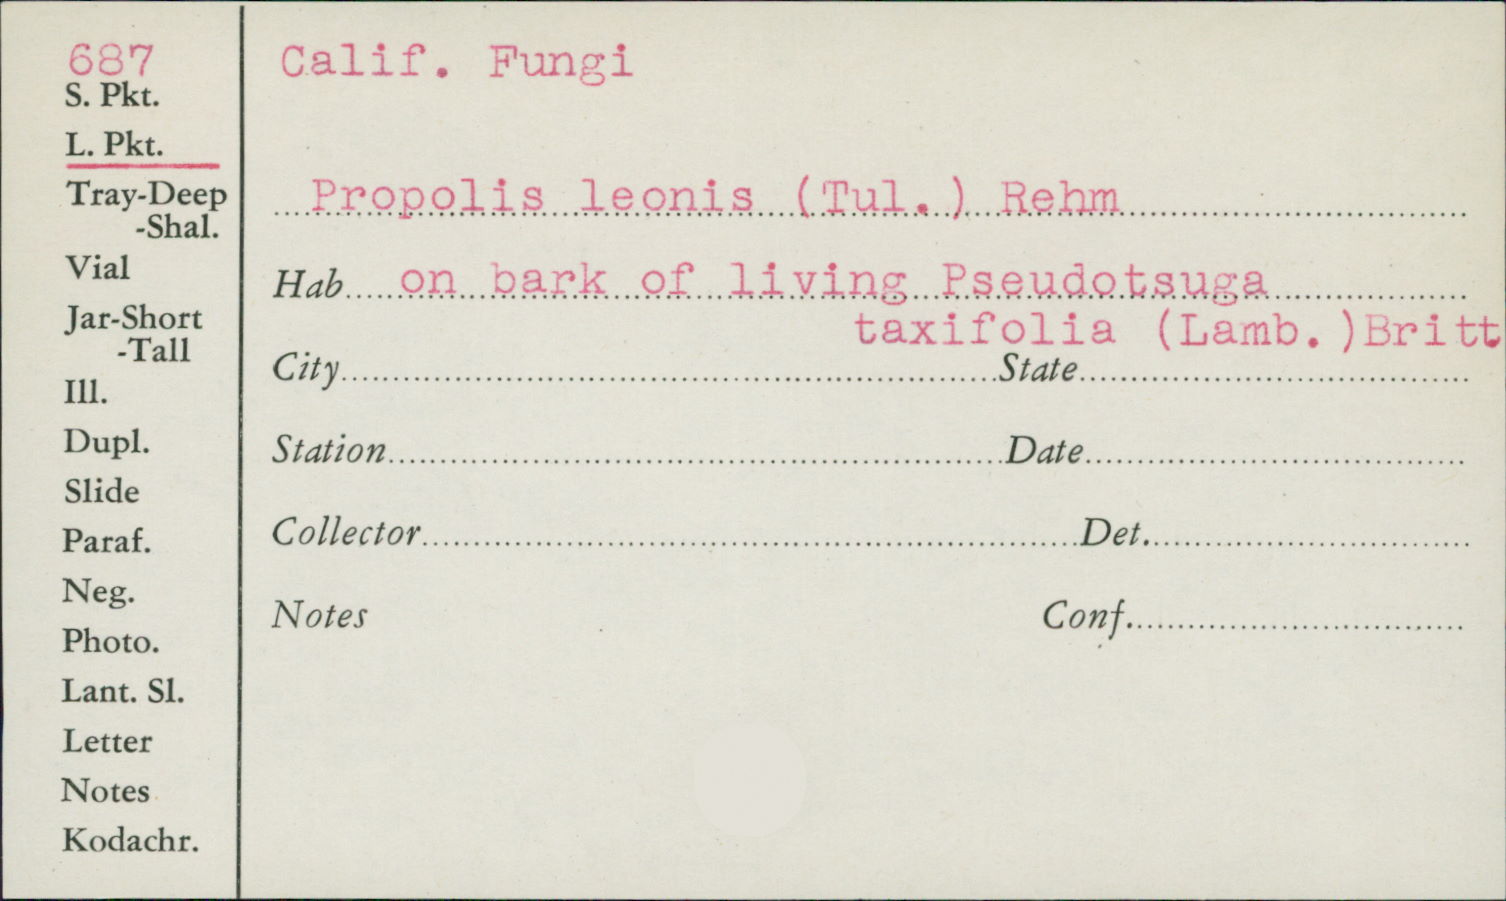 687
S. Pkt.
L. Pkt.
Tray-Deep
-Shal.
Vial
Jar-Short
-Tall
Ill.
Dupl.
Slide
Paraf.
Neg.
Photo.
Lant. Sl.
Letter
Notes
Kodachr.
Calif. Fungi
Propolis leonis (Tul.) Rehm
Hab on bark of living Pseudotsuga
taxifolia (Lamb.)Britt.
City State
Station Date
Collector Det.
Notes Conf.